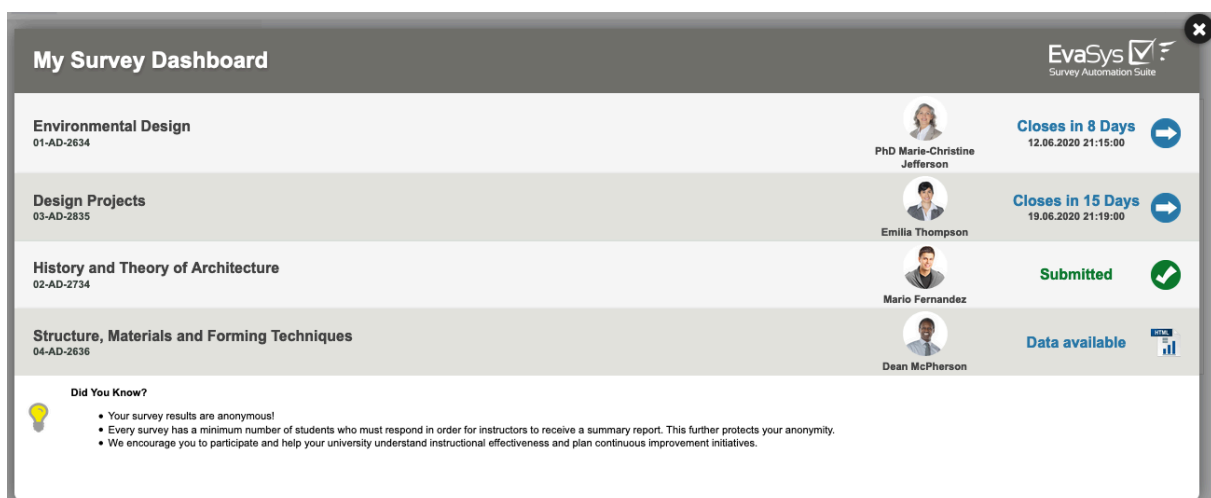 My Survey Dashboard
EvaSys
Survey Automation Suite
Environmental Design
01-AD-2634
PhD Marie-Christine
Jefferson
Closes in 8 Days
12.06.2020 21:15:00
Design Projects
03-AD-2835
Emilia Thompson
Closes in 15 Days
19.06.2020 21:19:00
History and Theory of Architecture
02-AD-2734
Mario Fernandez
Submitted
Structure, Materials and Forming Techniques
04-AD-2636
Dean McPherson
Data available
HTML
Did You Know?
• Your survey results are anonymous!
• Every survey has a minimum number of students who must respond in order for instructors to receive a summary report. This further protects your anonymity.
• We encourage you to participate and help your university understand instructional effectiveness and plan continuous improvement initiatives.